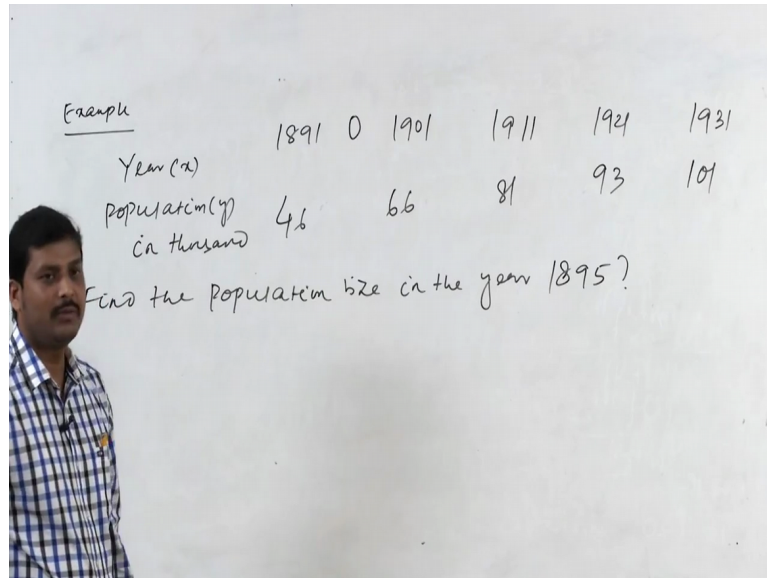 Example
Year (x) 1891 0 1901 1911 1921 1931
population(y) 46 66 81 93 101
in thousand
Find the population size in the year 1895?